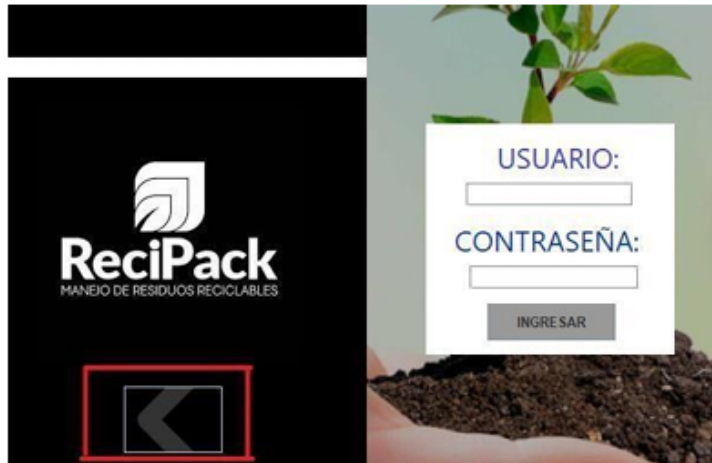 ReciPack
MANEJO DE RESIDUOS RECICLABLES
USUARIO:
CONTRASEÑA:
INGRESAR